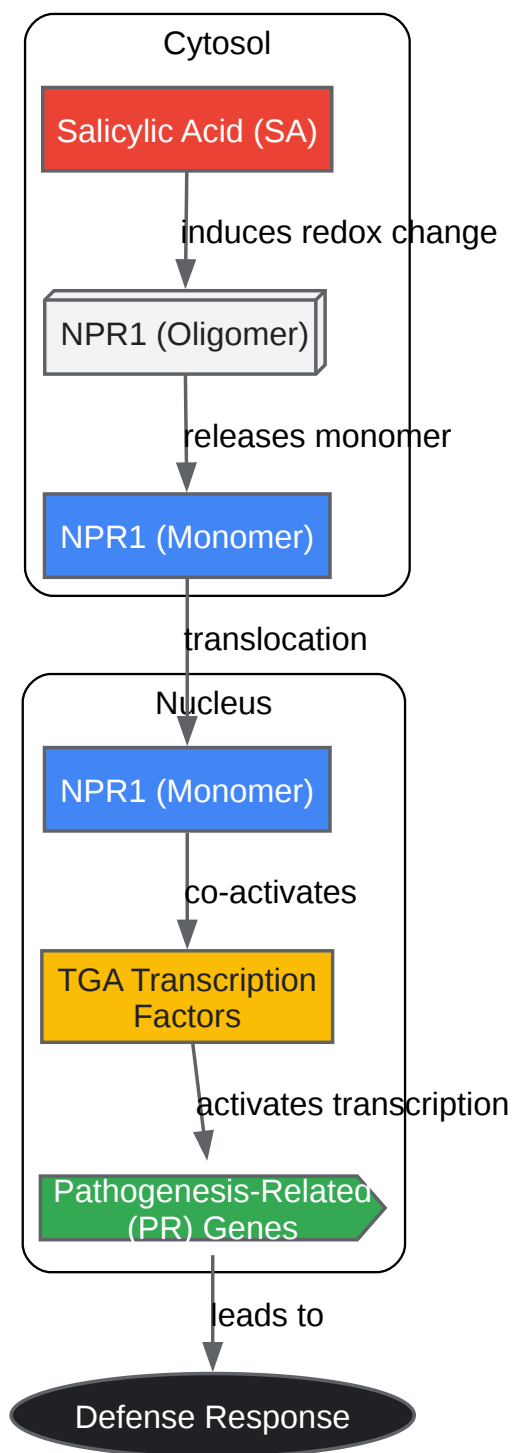 Cytosol
Salicylic Acid (SA)
induces redox change
NPR1 (Oligomer)
releases monomer
NPR1 (Monomer)
translocation
Nucleus
NPR1 (Monomer)
co-activates
TGA Transcription
Factors
activates transcription
Pathogenesis-Related
(PR) Genes
leads to
Defense Response